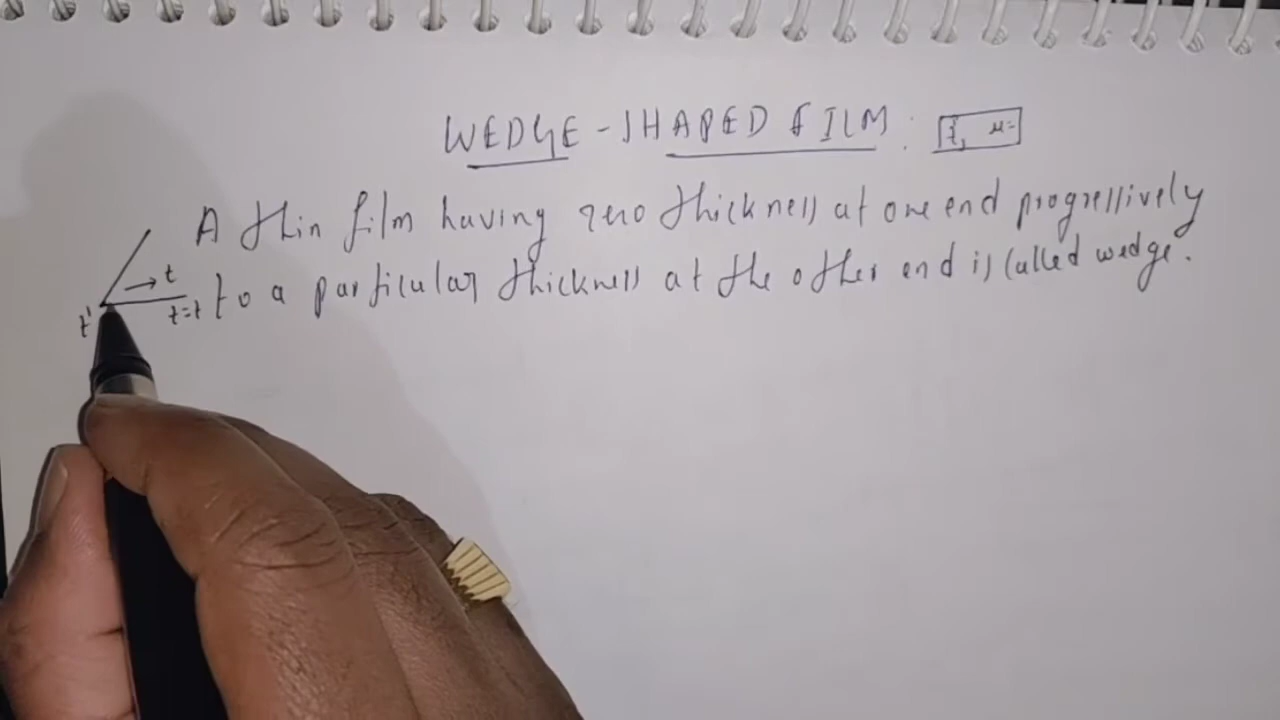 WEDGE-SHAPED FILM : t, μ=
A thin film having zero thickness at one end progressively
to a particular thickness at the other end is called wedge.
t
t=t
t'